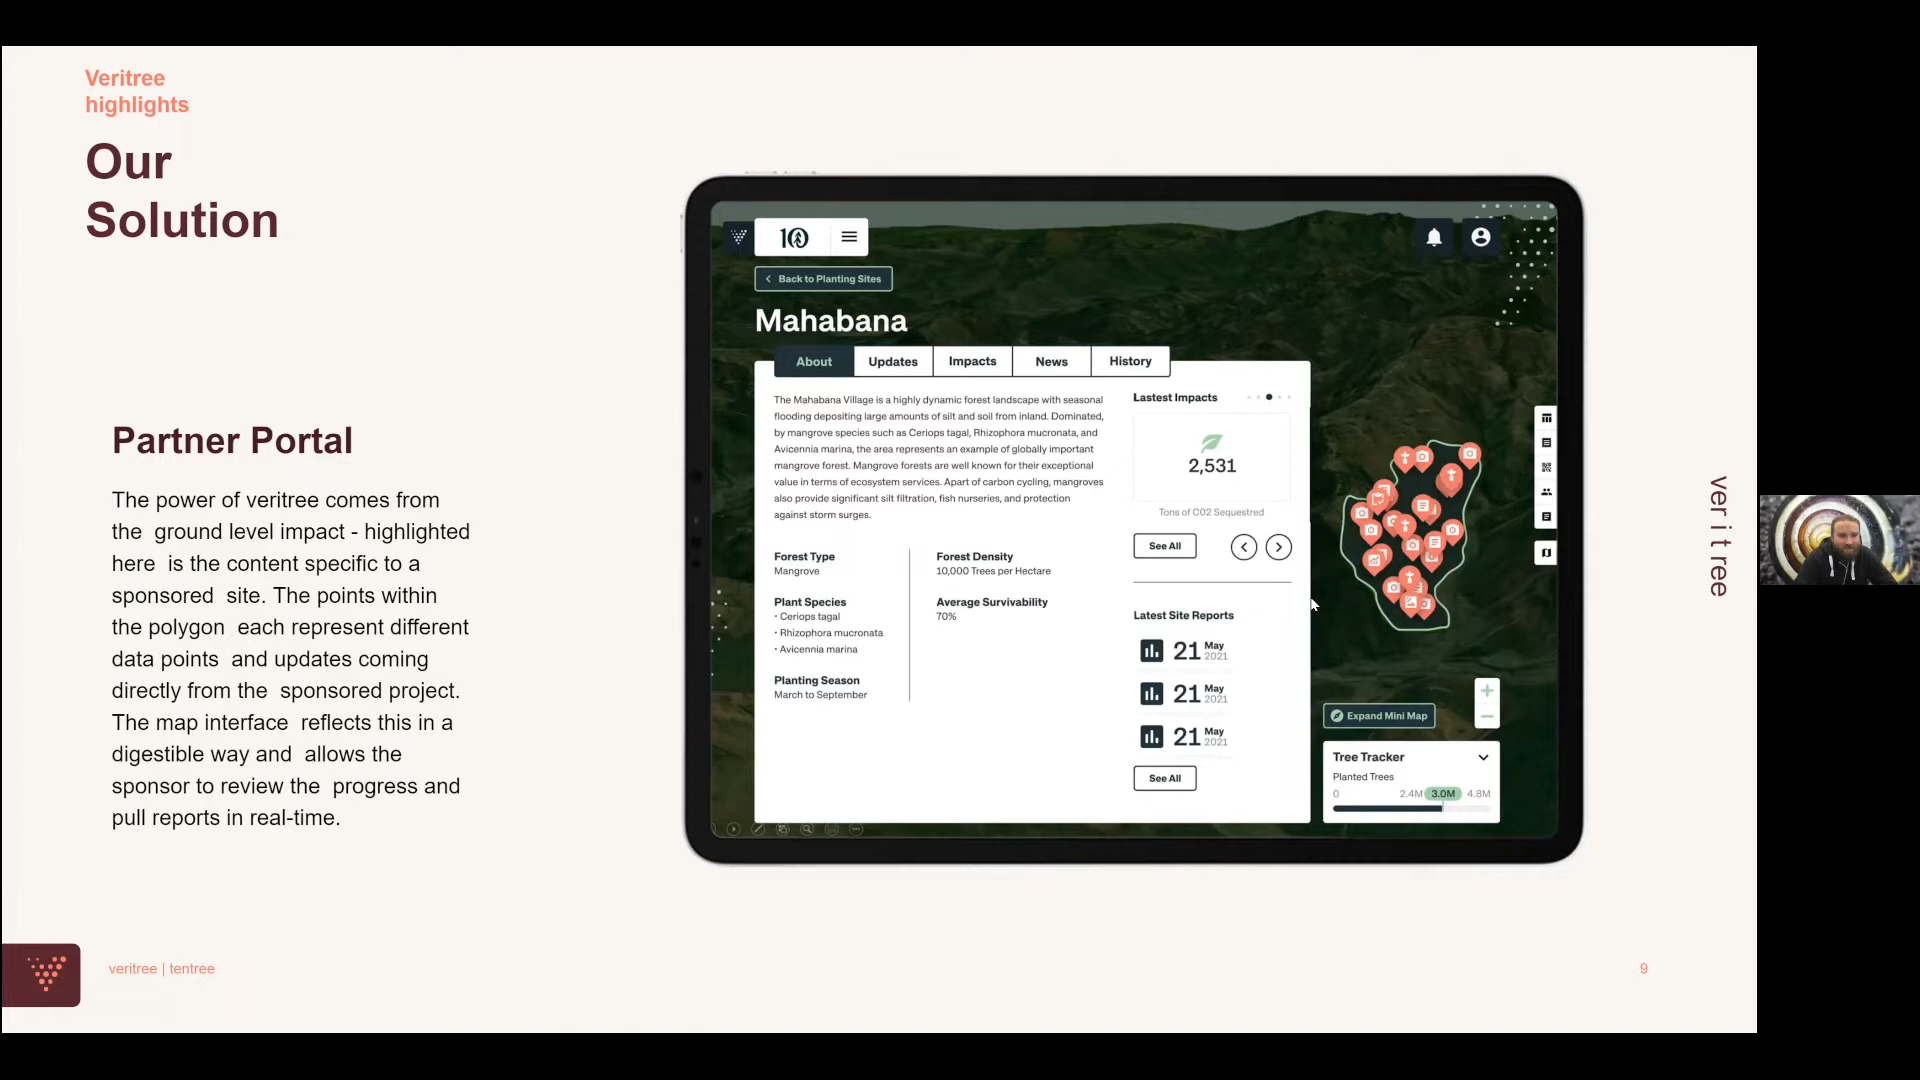 Veritree
highlights
Our
Solution
Partner Portal
The power of veritree comes from
the ground level impact - highlighted
here is the content specific to a
sponsored site. The points within
the polygon each represent different
data points and updates coming
directly from the sponsored project.
The map interface reflects this in a
digestible way and allows the
sponsor to review the progress and
pull reports in real-time.
10
Back to Planting Sites
Mahabana
About
Updates
Impacts
News
History
The Mahabana Village is a highly dynamic forest landscape with seasonal
flooding depositing large amounts of silt and soil from inland. Dominated,
by mangrove species such as Ceriops tagal, Rhizophora mucronata, and
Avicennia marina, the area represents an example of globally important
mangrove forest. Mangrove forests are well known for their exceptional
value in terms of ecosystem services. Apart of carbon cycling, mangroves
also provide significant silt filtration, fish nurseries, and protection
against storm surges.
Forest Type
Mangrove
Plant Species
· Ceriops tagal
· Rhizophora mucronata
· Avicennia marina
Planting Season
March to September
Forest Density
10,000 Trees per Hectare
Average Survivability
70%
Lastest Impacts
2,531
Tons of C02 Sequestred
See All
Latest Site Reports
21 May 2021
21 May 2021
21 May 2021
See All
Expand Mini Map
Tree Tracker
Planted Trees
0 2.4M 3.0M 4.8M
veritree
veritree | tentree
9